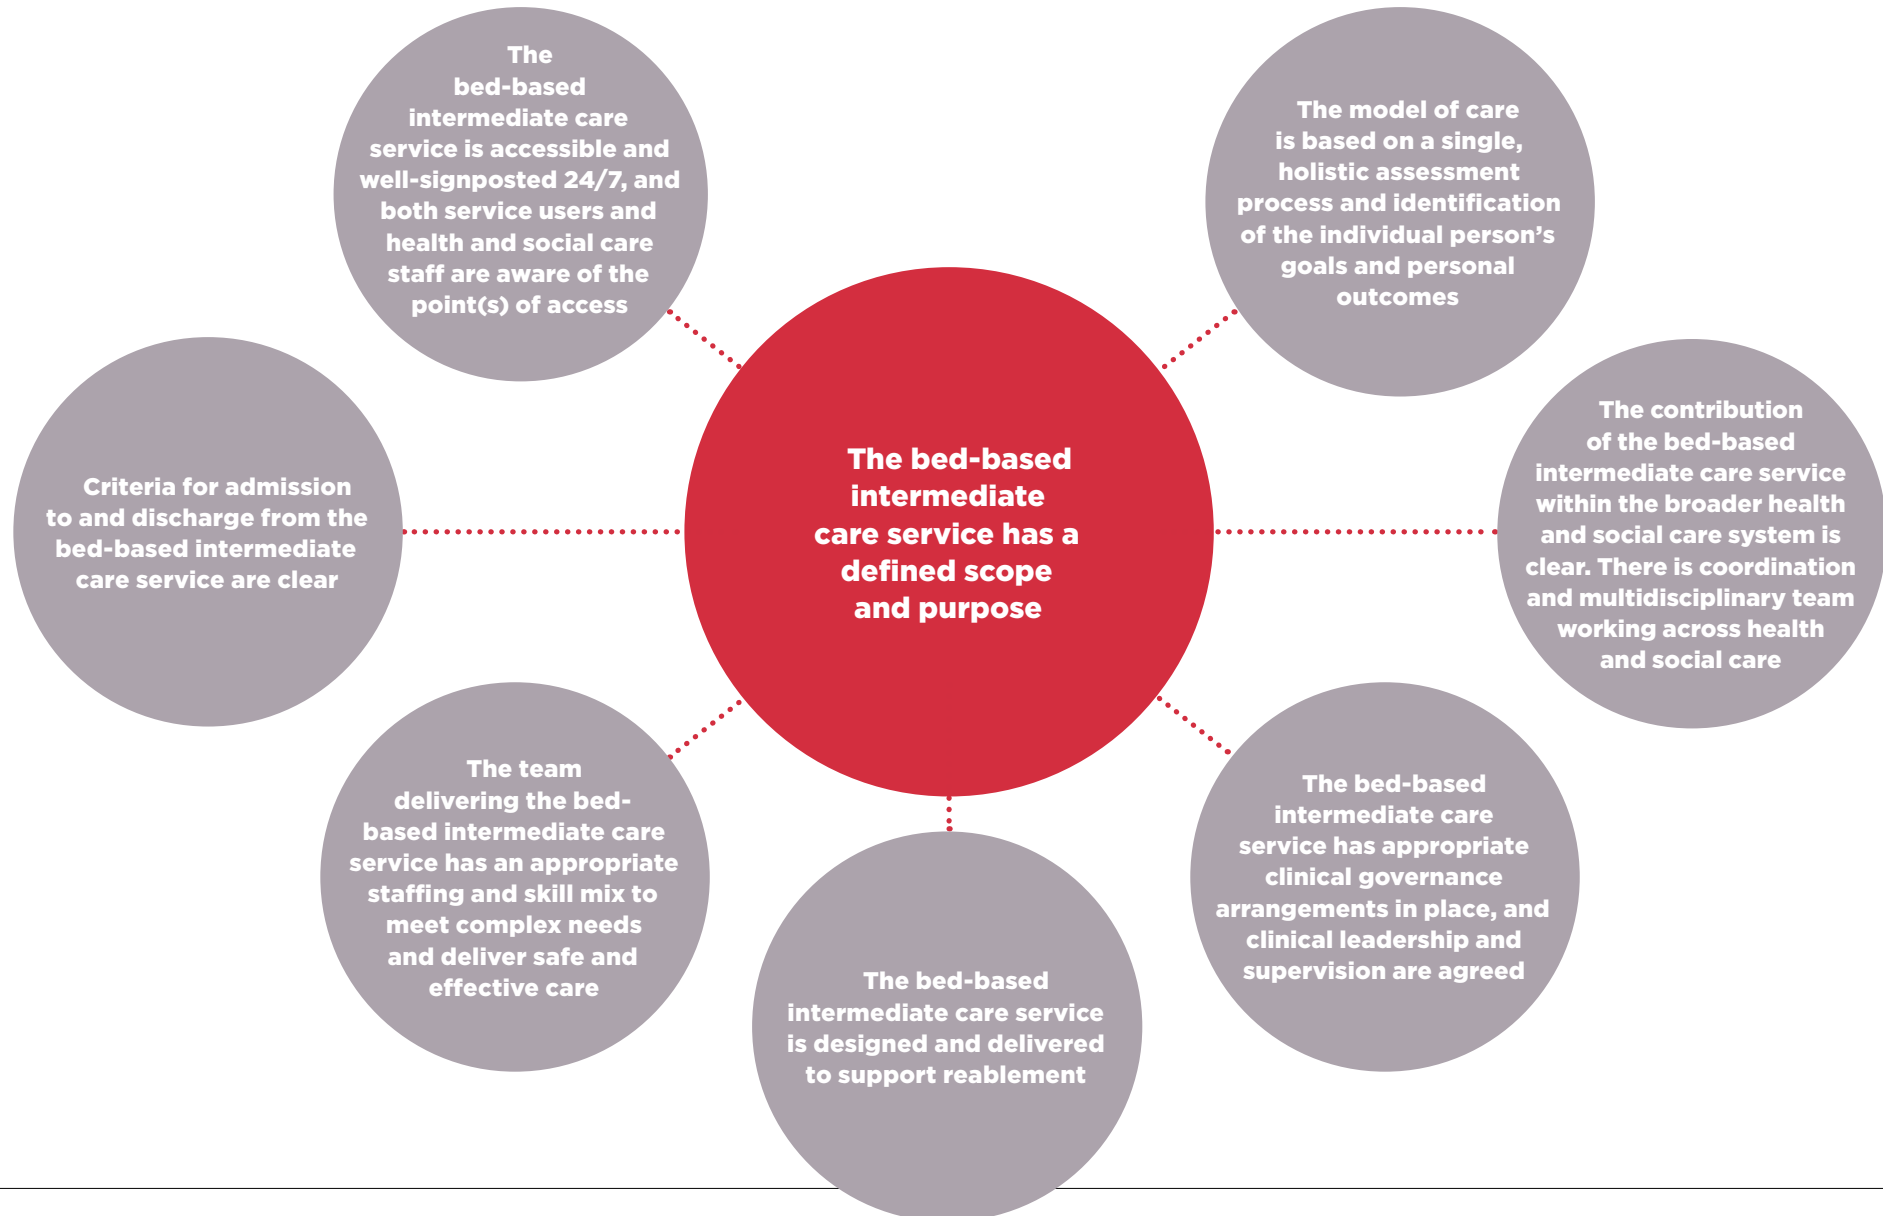 The
bed-based
intermediate care
service is accessible and
well-signposted 24/7, and
both service users and
health and social care
staff are aware of the
point(s) of access
The model of care
is based on a single,
holistic assessment
process and identification
of the individual person’s
goals and personal
outcomes
Criteria for admission
to and discharge from the
bed-based intermediate
care service are clear
The bed-based
intermediate
care service has a
defined scope
and purpose
The contribution
of the bed-based
intermediate care service
within the broader health
and social care system is
clear. There is coordination
and multidisciplinary team
working across health
and social care
The team
delivering the bed-
based intermediate care
service has an appropriate
staffing and skill mix to
meet complex needs
and deliver safe and
effective care
The bed-based
intermediate care service
is designed and delivered
to support reablement
The bed-based
intermediate care
service has appropriate
clinical governance
arrangements in place, and
clinical leadership and
supervision are agreed